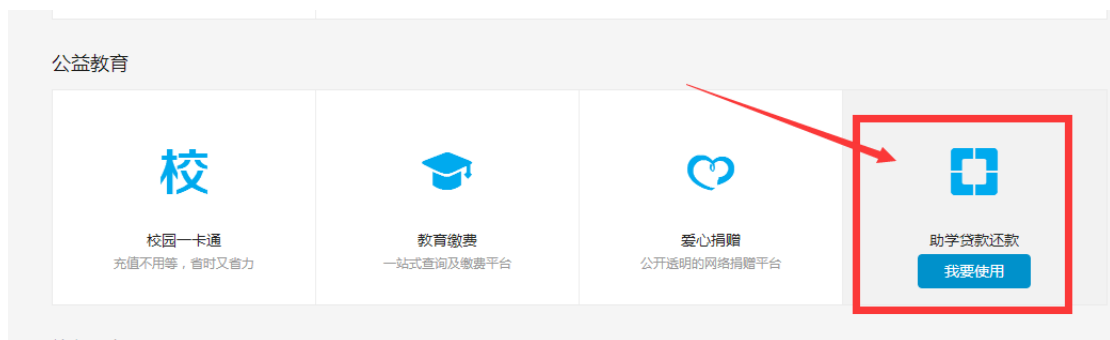 公益教育
校
校园一卡通
充值不用等，省时又省力
教育缴费
一站式查询及缴费平台
爱心捐赠
公开透明的网络捐赠平台
助学贷款还款
我要使用